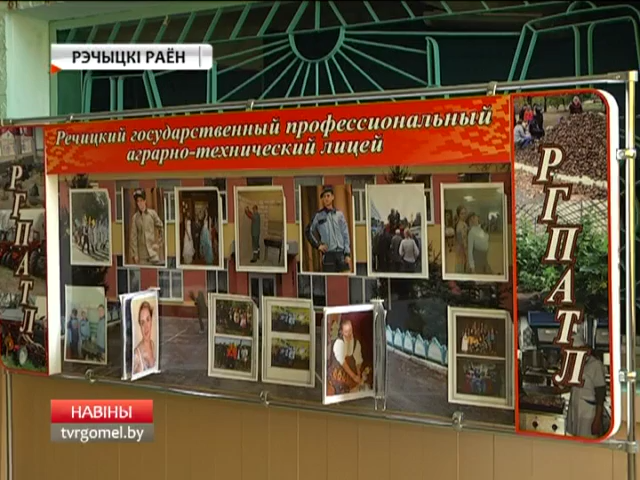 РЭЧЫЦКІ РАЁН
Речицкий государственный профессиональный
аграрно-технический лицей
РГПАТЛ
РГПАТЛ
НАВІНЫ
tvrgomel.by